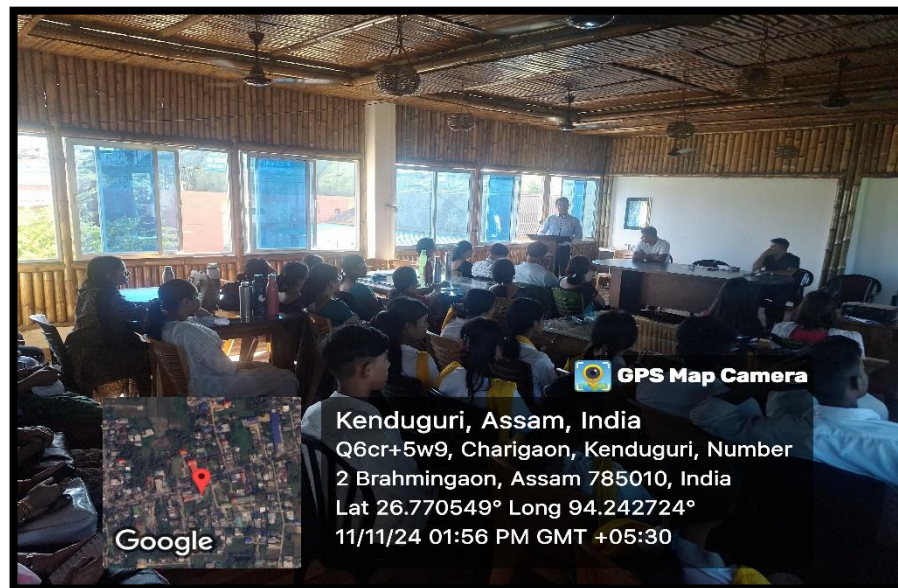 GPS Map Camera
Kenduguri, Assam, India
Q6cr+5w9, Charigaon, Kenduguri, Number
2 Brahmingaon, Assam 785010, India
Lat 26.770549° Long 94.242724°
11/11/24 01:56 PM GMT +05:30
Google